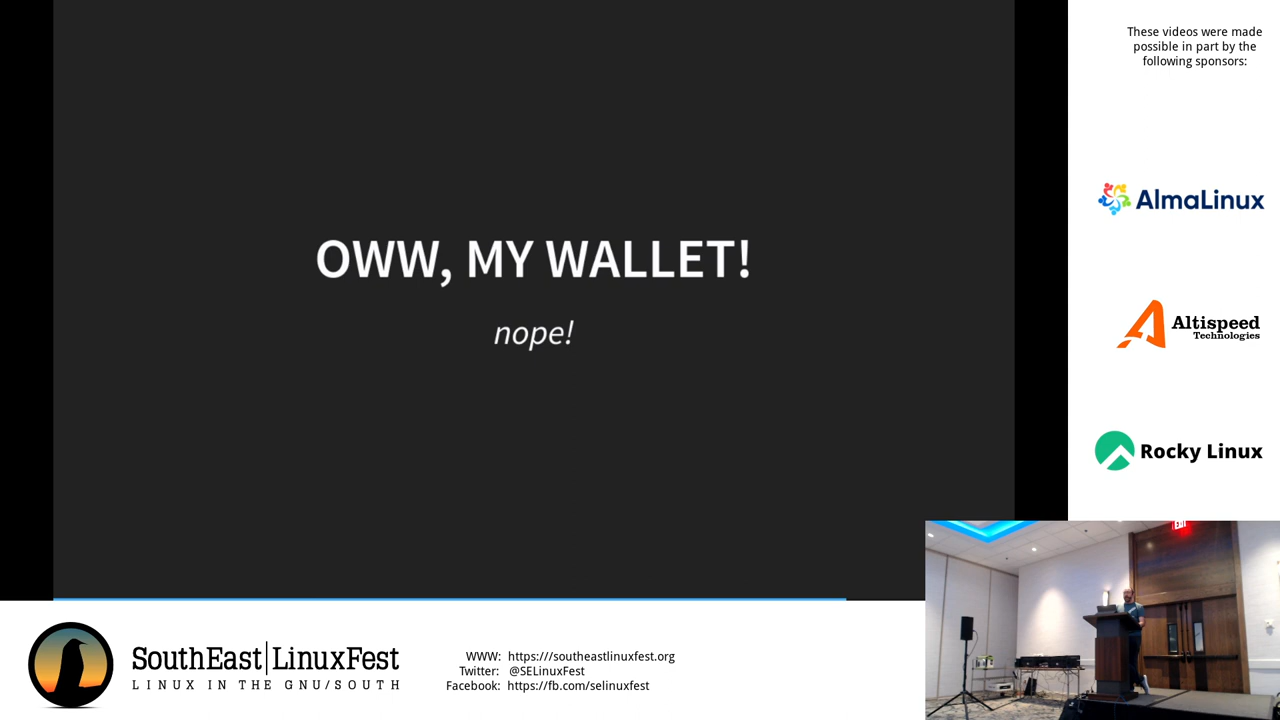 OWW, MY WALLET!
nope!
These videos were made
possible in part by the
following sponsors:
AlmaLinux
Altispeed
Technologies
Rocky Linux
EXIT
SouthEast|LinuxFest
LINUX IN THE GNU/SOUTH
WWW: https:///southeastlinuxfest.org
Twitter: @SELinuxFest
Facebook: https://fb.com/selinuxfest